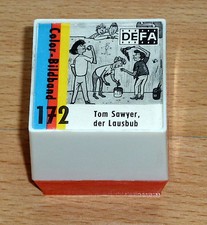 Color-Bildband
DEFA
172
Tom Sawyer,
der Lausbub